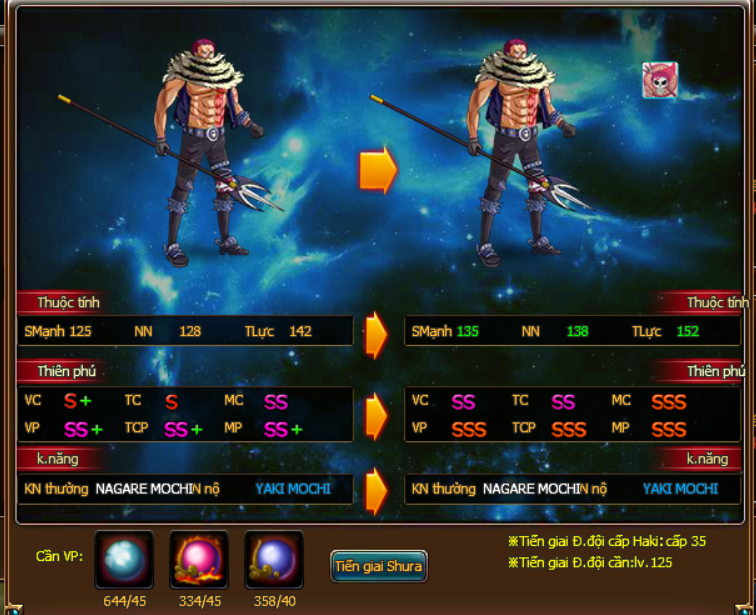 Thuộc tính Thuộc tính
SMạnh 125 NN 128 TLực 142 SMạnh 135 NN 138 TLực 152
Thiên phú Thiên phú
VC S+ TC S MC SS VC SS TC SS MC SSS
VP SS+ TCP SS+ MP SS+ VP SSS TCP SSS MP SSS
k.năng k.năng
KN thường NAGARE MOCHI N nộ YAKI MOCHI KN thường NAGARE MOCHI N nộ YAKI MOCHI
Cần VP: Tiến giai Shura ※Tiến giai Đ.đội cấp Haki: cấp 35
※Tiến giai Đ.đội cần:lv.125
644/45 334/45 358/40